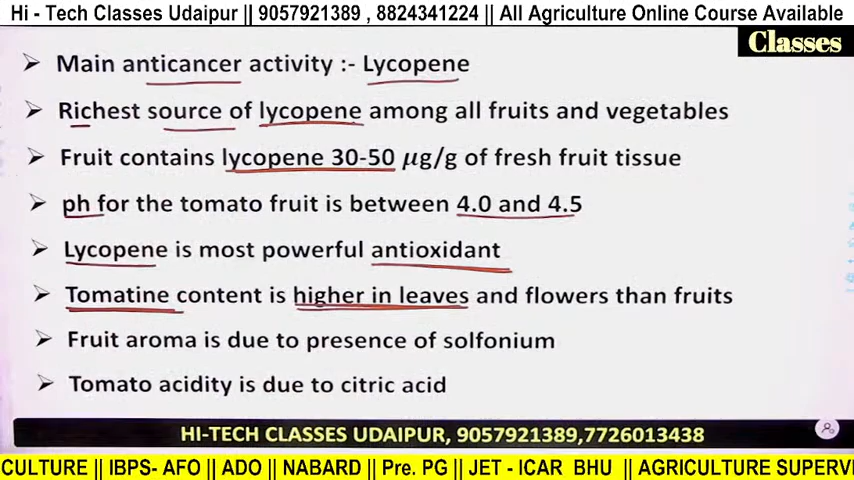 Hi - Tech Classes Udaipur || 9057921389 , 8824341224 || All Agriculture Online Course Available
Classes
➢ Main anticancer activity :- Lycopene
➢ Richest source of lycopene among all fruits and vegetables
➢ Fruit contains lycopene 30-50 μg/g of fresh fruit tissue
➢ ph for the tomato fruit is between 4.0 and 4.5
➢ Lycopene is most powerful antioxidant
➢ Tomatine content is higher in leaves and flowers than fruits
➢ Fruit aroma is due to presence of solfonium
➢ Tomato acidity is due to citric acid
HI-TECH CLASSES UDAIPUR, 9057921389,7726013438
CULTURE || IBPS- AFO || ADO || NABARD || Pre. PG || JET - ICAR BHU || AGRICULTURE SUPERV